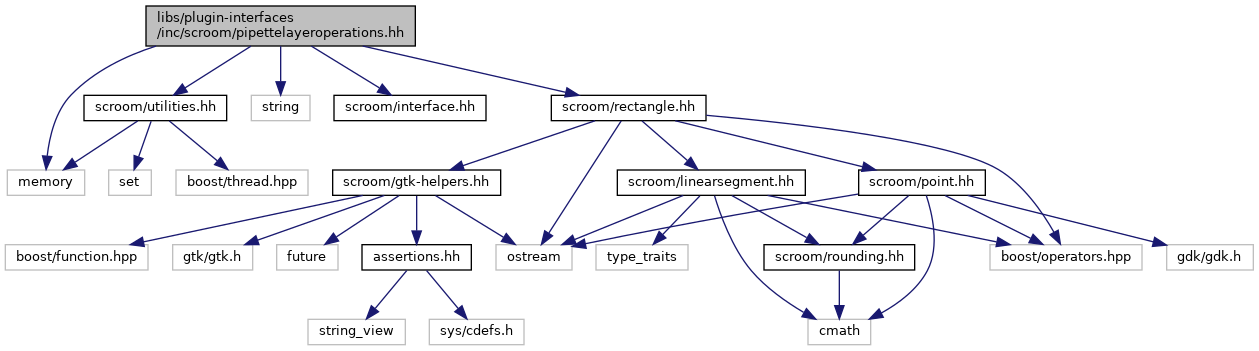 libs/plugin-interfaces
/inc/scroom/pipettelayeroperations.hh
scroom/utilities.hh
string
scroom/interface.hh
scroom/rectangle.hh
memory
set
boost/thread.hpp
scroom/gtk-helpers.hh
scroom/linearsegment.hh
scroom/point.hh
boost/function.hpp
gtk/gtk.h
future
assertions.hh
ostream
type_traits
scroom/rounding.hh
boost/operators.hpp
gdk/gdk.h
string_view
sys/cdefs.h
cmath